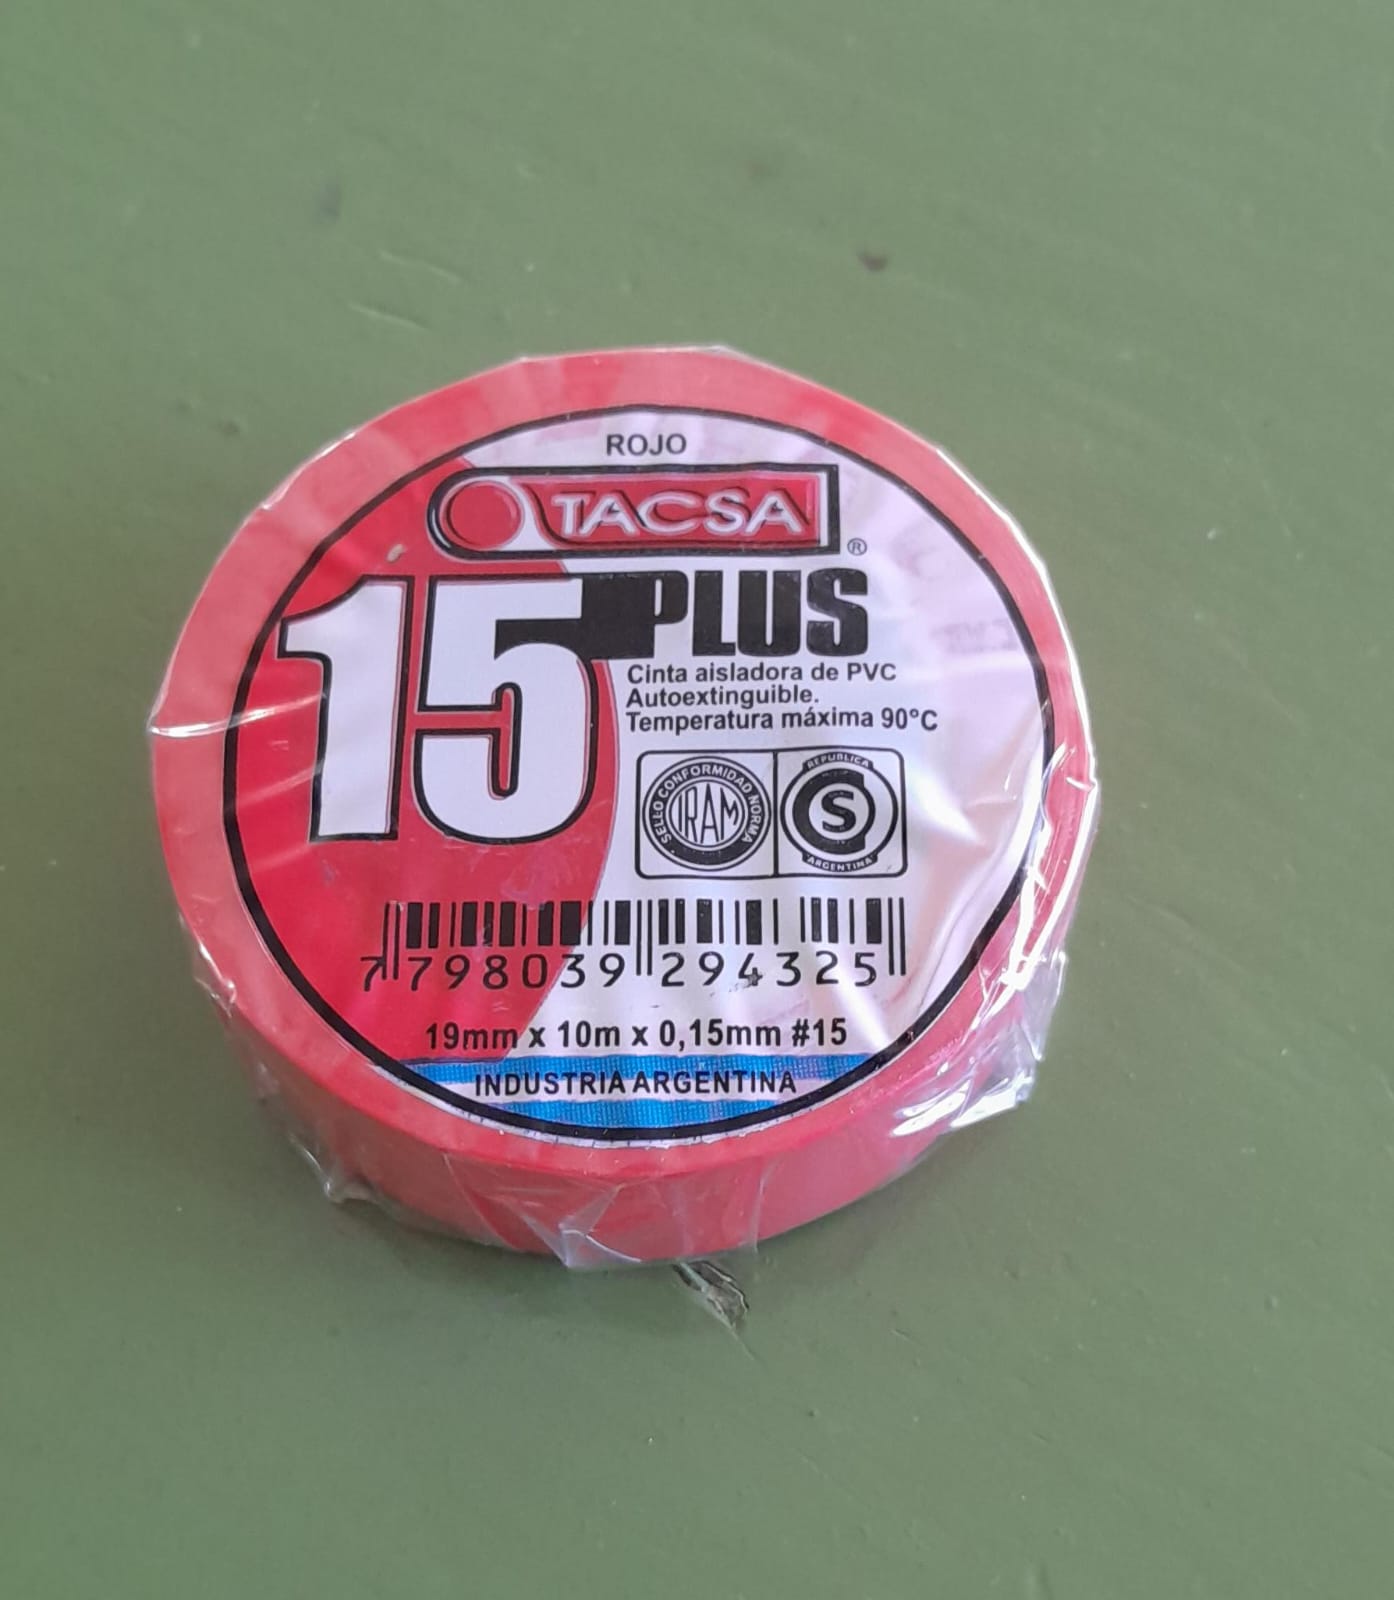 ROJO
TACSA
®
15 PLUS
Cinta aisladora de PVC
Autoextinguible.
Temperatura máxima 90°C
SELLO CONFORMIDAD NORMA
IRAM
REPUBLICA
S
ARGENTINA
7 798039 294325
19mm x 10m x 0,15mm #15
INDUSTRIA ARGENTINA